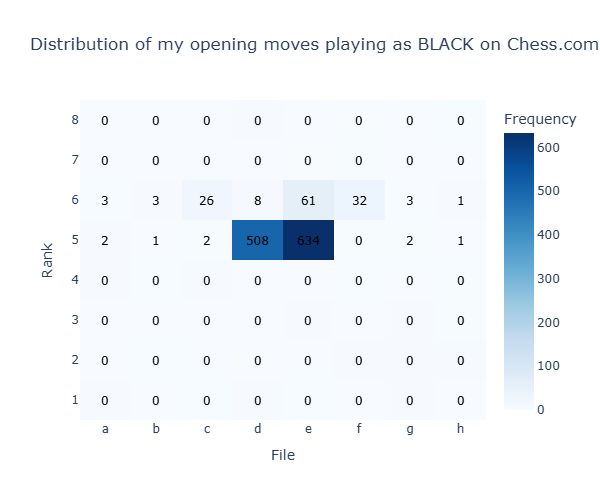 Distribution of my opening moves playing as BLACK on Chess.com
Frequency
8 0 0 0 0 0 0 0 0
7 0 0 0 0 0 0 0 0
6 3 3 26 8 61 32 3 1
5 2 1 2 508 634 0 2 1
4 0 0 0 0 0 0 0 0
3 0 0 0 0 0 0 0 0
2 0 0 0 0 0 0 0 0
1 0 0 0 0 0 0 0 0
a b c d e f g h
Rank
File
600
500
400
300
200
100
0